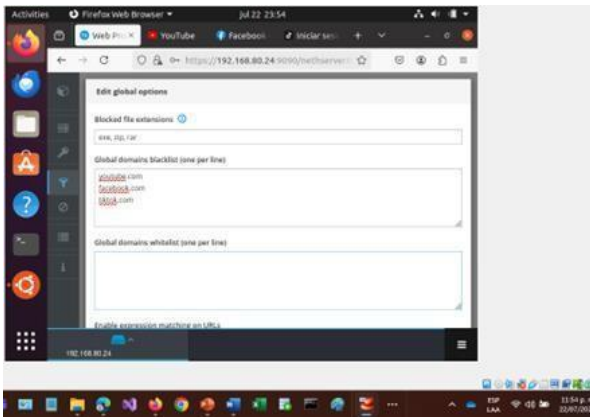 Activities
Firefox Web Browser
Jul 22 23:54
Web Pro
YouTube
Facebook
Iniciar ses
https://192.168.80.24:9090/nethserver
Edit global options
Blocked file extensions
exe, zip, rar
Global domains blacklist (one per line)
youtube.com
facebook.com
tiktok.com
Global domains whitelist (one per line)
Enable expression matching on URLs
192.168.80.24
ESP
LAA
11:54 p.
22/07/20